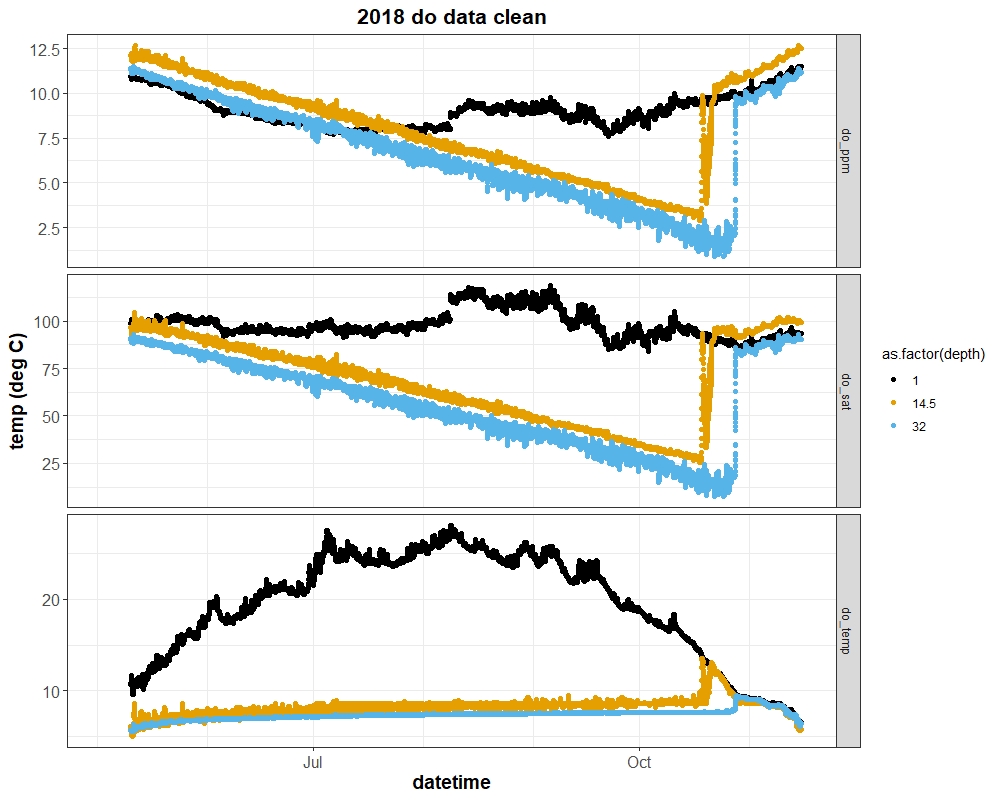 2018 do data clean
12.5
10.0
7.5
5.0
2.5
do_ppm
100
75
50
25
do_sat
20
10
do_temp
temp (deg C)
Jul
Oct
datetime
as.factor(depth)
1
14.5
32